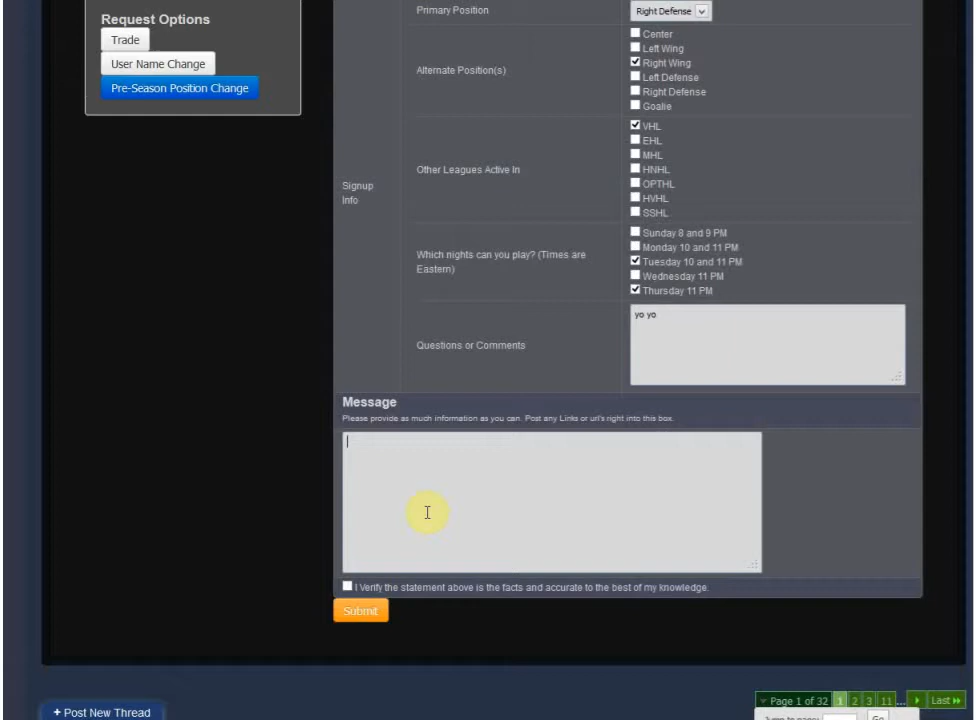 Request Options
Trade
User Name Change
Pre-Season Position Change
Primary Position
Right Defense
Alternate Position(s)
Center
Left Wing
Right Wing
Left Defense
Right Defense
Goalie
Signup
Info
Other Leagues Active In
VHL
EHL
MHL
HNHL
OPTHL
HVHL
SSHL
Which nights can you play? (Times are
Eastern)
Sunday 8 and 9 PM
Monday 10 and 11 PM
Tuesday 10 and 11 PM
Wednesday 11 PM
Thursday 11 PM
Questions or Comments
yo yo
Message
Please provide as much information as you can. Post any Links or url's right into this box.
I Verify the statement above is the facts and accurate to the best of my knowledge.
Submit
+ Post New Thread
Page 1 of 32 1 2 3 11 ... Last
Jump to page: Go